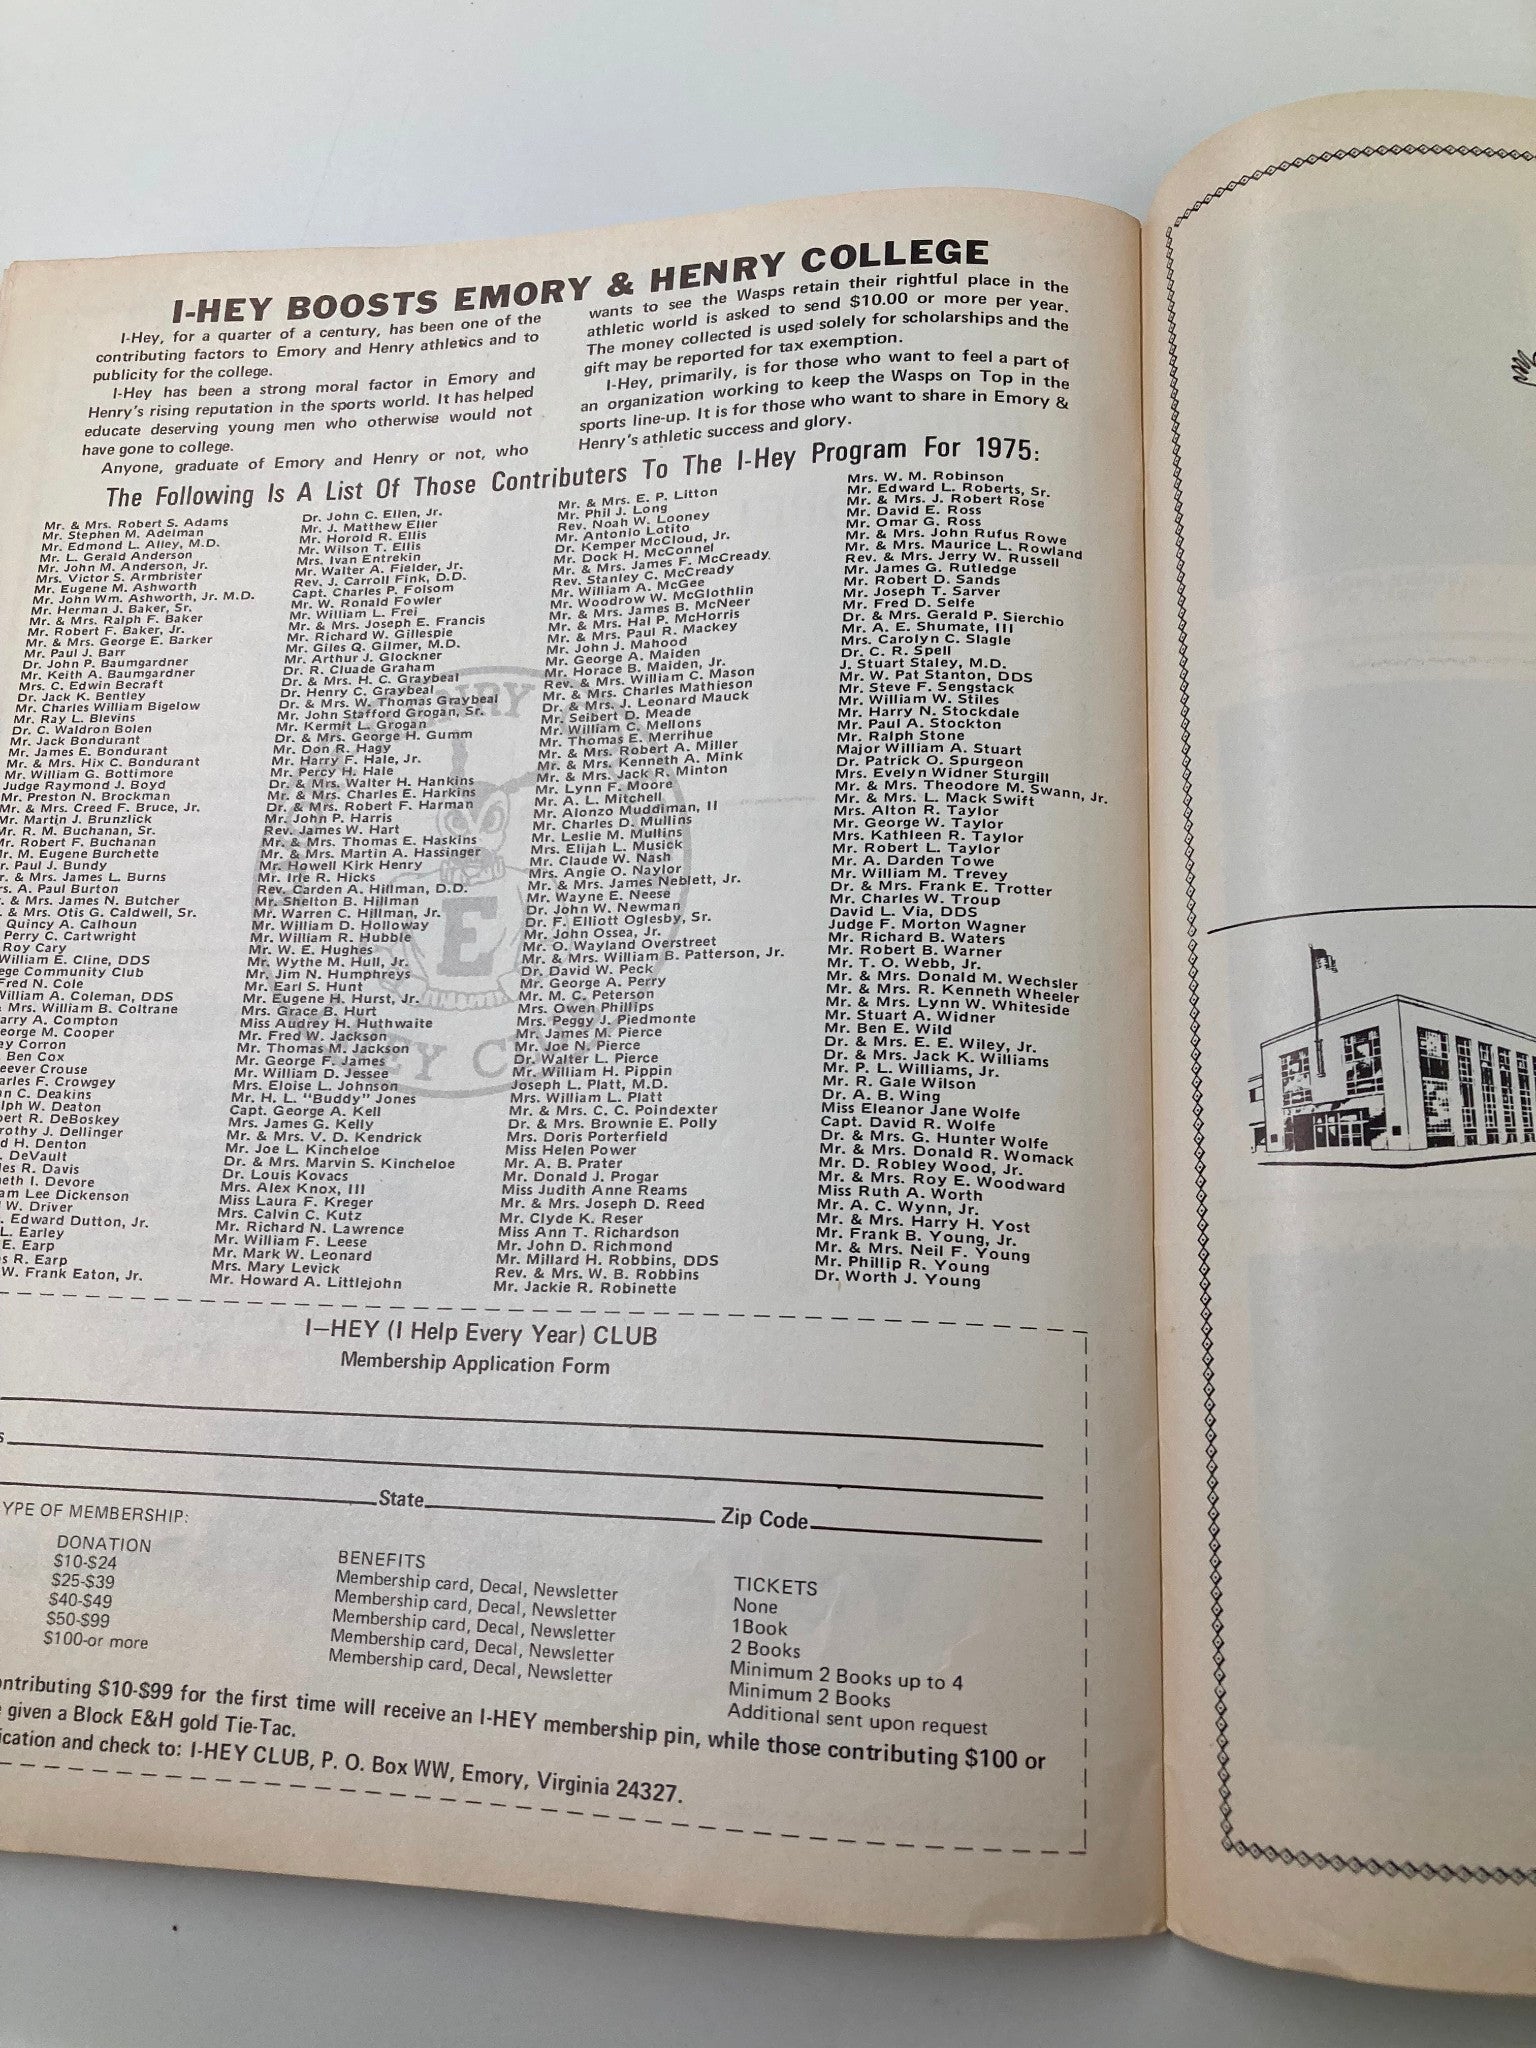 I-HEY BOOSTS EMORY & HENRY COLLEGE
I-Hey, for a quarter of a century, has been one of the
contributing factors to Emory and Henry athletics and to
publicity for the college.
I-Hey has been a strong moral factor in Emory and
Henry's rising reputation in the sports world. It has helped
educate deserving young men who otherwise would not
have gone to college.
Anyone, graduate of Emory and Henry or not, who
wants to see the Wasps retain their rightful place in the
athletic world is asked to send $10.00 or more per year.
The money collected is used solely for scholarships and the
gift may be reported for tax exemption.
I-Hey, primarily, is for those who want to feel a part of
an organization working to keep the Wasps on Top in the
sports line-up. It is for those who want to share in Emory &
Henry's athletic success and glory.
The Following Is A List Of Those Contributers To The I-Hey Program For 1975:
Mr. & Mrs. Robert S. Adams
Mr. Stephen M. Adelman
Mr. Edmond L. Alley, M.D.
Mr. L. Gerald Anderson
Mr. John M. Anderson, Jr.
Mrs. Victor S. Armbrister
Mr. Eugene M. Ashworth
Mr. John Wm. Ashworth, Jr. M.D.
Mr. Herman J. Baker, Sr.
Mr. & Mrs. Ralph F. Baker
Mr. Robert F. Baker, Jr.
Mr. & Mrs. George E. Barker
Mr. Paul J. Barr
Dr. John P. Baumgardner
Mr. Keith A. Baumgardner
Mrs. C. Edwin Becraft
Dr. Jack K. Bentley
Mr. Charles William Bigelow
Mr. Ray L. Blevins
Dr. C. Waldron Bolen
Mr. Jack Bondurant
Mr. James E. Bondurant
Mr. & Mrs. Hix C. Bondurant
Mr. William G. Bottimore
Judge Raymond J. Boyd
Mr. Preston N. Brockman
Mr. & Mrs. Creed F. Bruce, Jr.
Mr. Martin J. Brunzlick
Mr. R. M. Buchanan, Sr.
Mr. Robert F. Buchanan
Mr. M. Eugene Burchette
r. Paul J. Bundy
r. & Mrs. James L. Burns
rs. A. Paul Burton
. & Mrs. James N. Butcher
. & Mrs. Otis G. Caldwell, Sr.
Quincy A. Calhoun
Perry C. Cartwright
Roy Cary
William E. Cline, DDS
ege Community Club
Fred N. Cole
William A. Coleman, DDS
& Mrs. William B. Coltrane
arry A. Compton
eorge M. Cooper
ay Corron
Ben Cox
eever Crouse
arles F. Crowgey
n C. Deakins
lph W. Deaton
bert R. DeBoskey
orothy J. Dellinger
d H. Denton
. DeVault
les R. Davis
neth I. Devore
am Lee Dickenson
W. Driver
. Edward Dutton, Jr.
L. Earley
E. Earp
s R. Earp
W. Frank Eaton, Jr.
Dr. John C. Ellen, Jr.
Mr. J. Matthew Eller
Mr. Horold R. Ellis
Mr. Wilson T. Ellis
Mrs. Ivan Entrekin
Mr. Walter A. Fielder, Jr.
Rev. J. Carroll Fink, D.D.
Capt. Charles P. Folsom
Mr. W. Ronald Fowler
Mr. William L. Frei
Mr. & Mrs. Joseph E. Francis
Mr. Richard W. Gillespie
Mr. Giles Q. Gilmer, M.D.
Mr. Arthur J. Glockner
Dr. R. Cluade Graham
Dr. & Mrs. H. C. Graybeal
Dr. Henry C. Graybeal
Dr. & Mrs. W. Thomas Graybeal
Mr. John Stafford Grogan, Sr.
Mr. Kermit L. Grogan
Dr. & Mrs. George H. Gumm
Mr. Don R. Hagy
Mr. Harry F. Hale, Jr.
Mr. Percy H. Hale
Dr. & Mrs. Walter H. Hankins
Mr. & Mrs. Charles E. Harkins
Dr. & Mrs. Robert F. Harman
Mr. John P. Harris
Rev. James W. Hart
Mr. & Mrs. Thomas E. Haskins
Mr. & Mrs. Martin A. Hassinger
Mr. Howell Kirk Henry
Mr. Irle R. Hicks
Rev. Carden A. Hillman, D.D.
Mr. Shelton B. Hillman
Mr. Warren C. Hillman, Jr.
Mr. William D. Holloway
Mr. William R. Hubble
Mr. W. E. Hughes
Mr. Wythe M. Hull, Jr.
Mr. Jim N. Humphreys
Mr. Earl S. Hunt
Mr. Eugene H. Hurst, Jr.
Mrs. Grace B. Hurt
Miss Audrey H. Huthwaite
Mr. Fred W. Jackson
Mr. Thomas M. Jackson
Mr. George F. James
Mr. William D. Jessee
Mrs. Eloise L. Johnson
Mr. H. L. "Buddy" Jones
Capt. George A. Kell
Mrs. James G. Kelly
Mr. & Mrs. V. D. Kendrick
Mr. Joe L. Kincheloe
Dr. & Mrs. Marvin S. Kincheloe
Dr. Louis Kovacs
Mrs. Alex Knox, III
Miss Laura F. Kreger
Mrs. Calvin C. Kutz
Mr. Richard N. Lawrence
Mr. William F. Leese
Mr. Mark W. Leonard
Mrs. Mary Levick
Mr. Howard A. Littlejohn
Mr. & Mrs. E. P. Litton
Mr. Phil J. Long
Rev. Noah W. Looney
Mr. Antonio Lotito
Dr. Kemper McCloud, Jr.
Mr. Dock H. McConnel
Mr. & Mrs. James F. McCready
Rev. Stanley C. McCready
Mr. William A. McGee
Mr. Woodrow W. McGlothlin
Mr. & Mrs. James B. McNeer
Mr. & Mrs. Hal P. McHorris
Mr. & Mrs. Paul R. Mackey
Mr. John J. Mahood
Mr. George A. Maiden
Mr. Horace B. Maiden, Jr.
Rev. & Mrs. William C. Mason
Mr. & Mrs. Charles Mathieson
Dr. & Mrs. J. Leonard Mauck
Mr. Seibert D. Meade
Mr. William C. Mellons
Mr. Thomas E. Merrihue
Mr. & Mrs. Robert A. Miller
Mr. & Mrs. Kenneth A. Mink
Mr. & Mrs. Jack R. Minton
Mr. Lynn F. Moore
Mr. A. L. Mitchell
Mr. Alonzo Muddiman, II
Mr. Charles D. Mullins
Mr. Leslie M. Mullins
Mrs. Elijah L. Musick
Mr. Claude W. Nash
Mrs. Angie O. Naylor
Mr. & Mrs. James Neblett, Jr.
Mr. Wayne E. Neese
Dr. John W. Newman
Dr. F. Elliott Oglesby, Sr.
Mr. John Ossea, Jr.
Mr. O. Wayland Overstreet
Mr. & Mrs. William B. Patterson, Jr.
Dr. David W. Peck
Mr. George A. Perry
Mr. M. C. Peterson
Mrs. Owen Phillips
Mrs. Peggy J. Piedmonte
Mr. James M. Pierce
Mr. Joe N. Pierce
Dr. Walter L. Pierce
Mr. William H. Pippin
Joseph L. Platt, M.D.
Mrs. William L. Platt
Mr. & Mrs. C. C. Poindexter
Dr. & Mrs. Brownie E. Polly
Mrs. Doris Porterfield
Miss Helen Power
Mr. A. B. Prater
Mr. Donald J. Progar
Miss Judith Anne Reams
Mr. & Mrs. Joseph D. Reed
Mr. Clyde K. Reser
Miss Ann T. Richardson
Mr. John D. Richmond
Mr. Millard H. Robbins, DDS
Rev. & Mrs. W. B. Robbins
Mr. Jackie R. Robinette
Mrs. W. M. Robinson
Mr. Edward L. Roberts, Sr.
Mr. & Mrs. J. Robert Rose
Mr. David E. Ross
Mr. Omar G. Ross
Mr. & Mrs. John Rufus Rowe
Mr. & Mrs. Maurice L. Rowland
Rev. & Mrs. Jerry W. Russell
Mr. James G. Rutledge
Mr. Robert D. Sands
Mr. Joseph T. Sarver
Mr. Fred D. Selfe
Dr. & Mrs. Gerald P. Sierchio
Mr. A. E. Shumate, III
Mrs. Carolyn C. Slagle
Dr. C. R. Spell
J. Stuart Staley, M.D.
Mr. W. Pat Stanton, DDS
Mr. Steve F. Sengstack
Mr. William W. Stiles
Mr. Harry N. Stockdale
Mr. Paul A. Stockton
Mr. Ralph Stone
Major William A. Stuart
Dr. Patrick O. Spurgeon
Mrs. Evelyn Widner Sturgill
Mr. & Mrs. Theodore M. Swann, Jr.
Mr. & Mrs. L. Mack Swift
Mrs. Alton R. Taylor
Mr. George W. Taylor
Mrs. Kathleen R. Taylor
Mr. Robert L. Taylor
Mr. A. Darden Towe
Mr. William M. Trevey
Dr. & Mrs. Frank E. Trotter
Mr. Charles W. Troup
David L. Via, DDS
Judge F. Morton Wagner
Mr. Richard B. Waters
Mr. Robert B. Warner
Mr. T. O. Webb, Jr.
Mr. & Mrs. Donald M. Wechsler
Mr. & Mrs. R. Kenneth Wheeler
Mr. & Mrs. Lynn W. Whiteside
Mr. Stuart A. Widner
Mr. Ben E. Wild
Dr. & Mrs. E. E. Wiley, Jr.
Dr. & Mrs. Jack K. Williams
Mr. P. L. Williams, Jr.
Mr. R. Gale Wilson
Dr. A. B. Wing
Miss Eleanor Jane Wolfe
Capt. David R. Wolfe
Dr. & Mrs. G. Hunter Wolfe
Mr. & Mrs. Donald R. Womack
Mr. D. Robley Wood, Jr.
Mr. & Mrs. Roy E. Woodward
Miss Ruth A. Worth
Mr. A. C. Wynn, Jr.
Mr. & Mrs. Harry H. Yost
Mr. Frank B. Young, Jr.
Mr. & Mrs. Neil F. Young
Mr. Phillip R. Young
Dr. Worth J. Young
I-HEY (I Help Every Year) CLUB
Membership Application Form
s
State Zip Code
YPE OF MEMBERSHIP:
DONATION BENEFITS TICKETS
$10-$24 Membership card, Decal, Newsletter None
$25-$39 Membership card, Decal, Newsletter 1Book
$40-$49 Membership card, Decal, Newsletter 2 Books
$50-$99 Membership card, Decal, Newsletter Minimum 2 Books up to 4
$100-or more Membership card, Decal, Newsletter Minimum 2 Books
Additional sent upon request
ontributing $10-$99 for the first time will receive an I-HEY membership pin, while those contributing $100 or
given a Block E&H gold Tie-Tac.
ication and check to: I-HEY CLUB, P. O. Box WW, Emory, Virginia 24327.